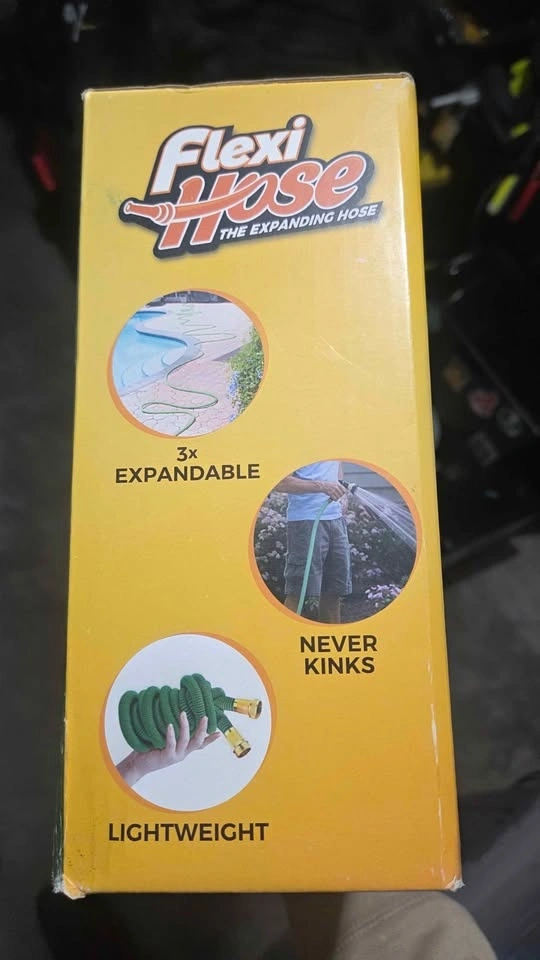 Flexi
Hose
THE EXPANDING HOSE
3x
EXPANDABLE
NEVER
KINKS
LIGHTWEIGHT